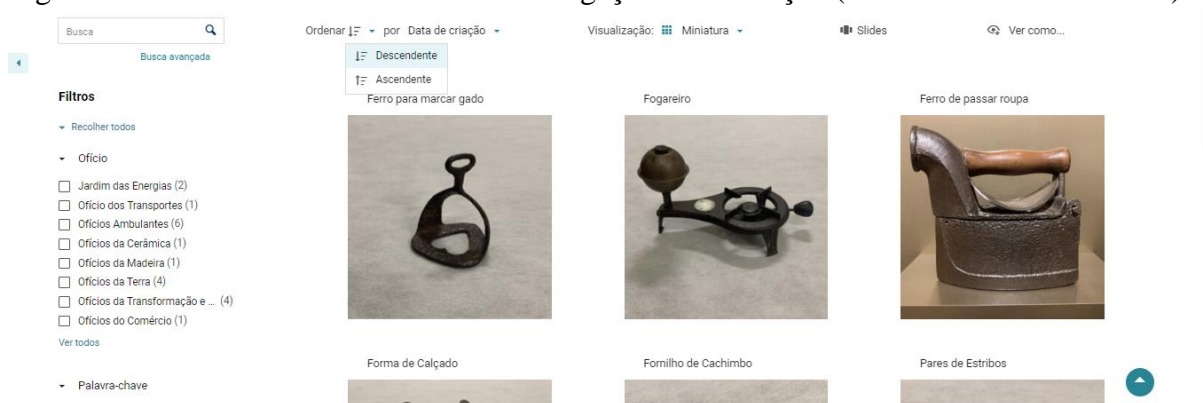 Busca
Busca avançada
Ordenar por Data de criação
Descendente
Ascendente
Visualização: Miniatura
Slides
Ver como...
Filtros
Recolher todos
Ofício
Jardim das Energias (2)
Ofício dos Transportes (1)
Ofícios Ambulantes (6)
Ofícios da Cerâmica (1)
Ofícios da Madeira (1)
Ofícios da Terra (4)
Ofícios da Transformação e ... (4)
Ofícios do Comércio (1)
Ver todos
Palavra-chave
Ferro para marcar gado
Fogareiro
Ferro de passar roupa
Forma de Calçado
Fornilho de Cachimbo
Pares de Estribos